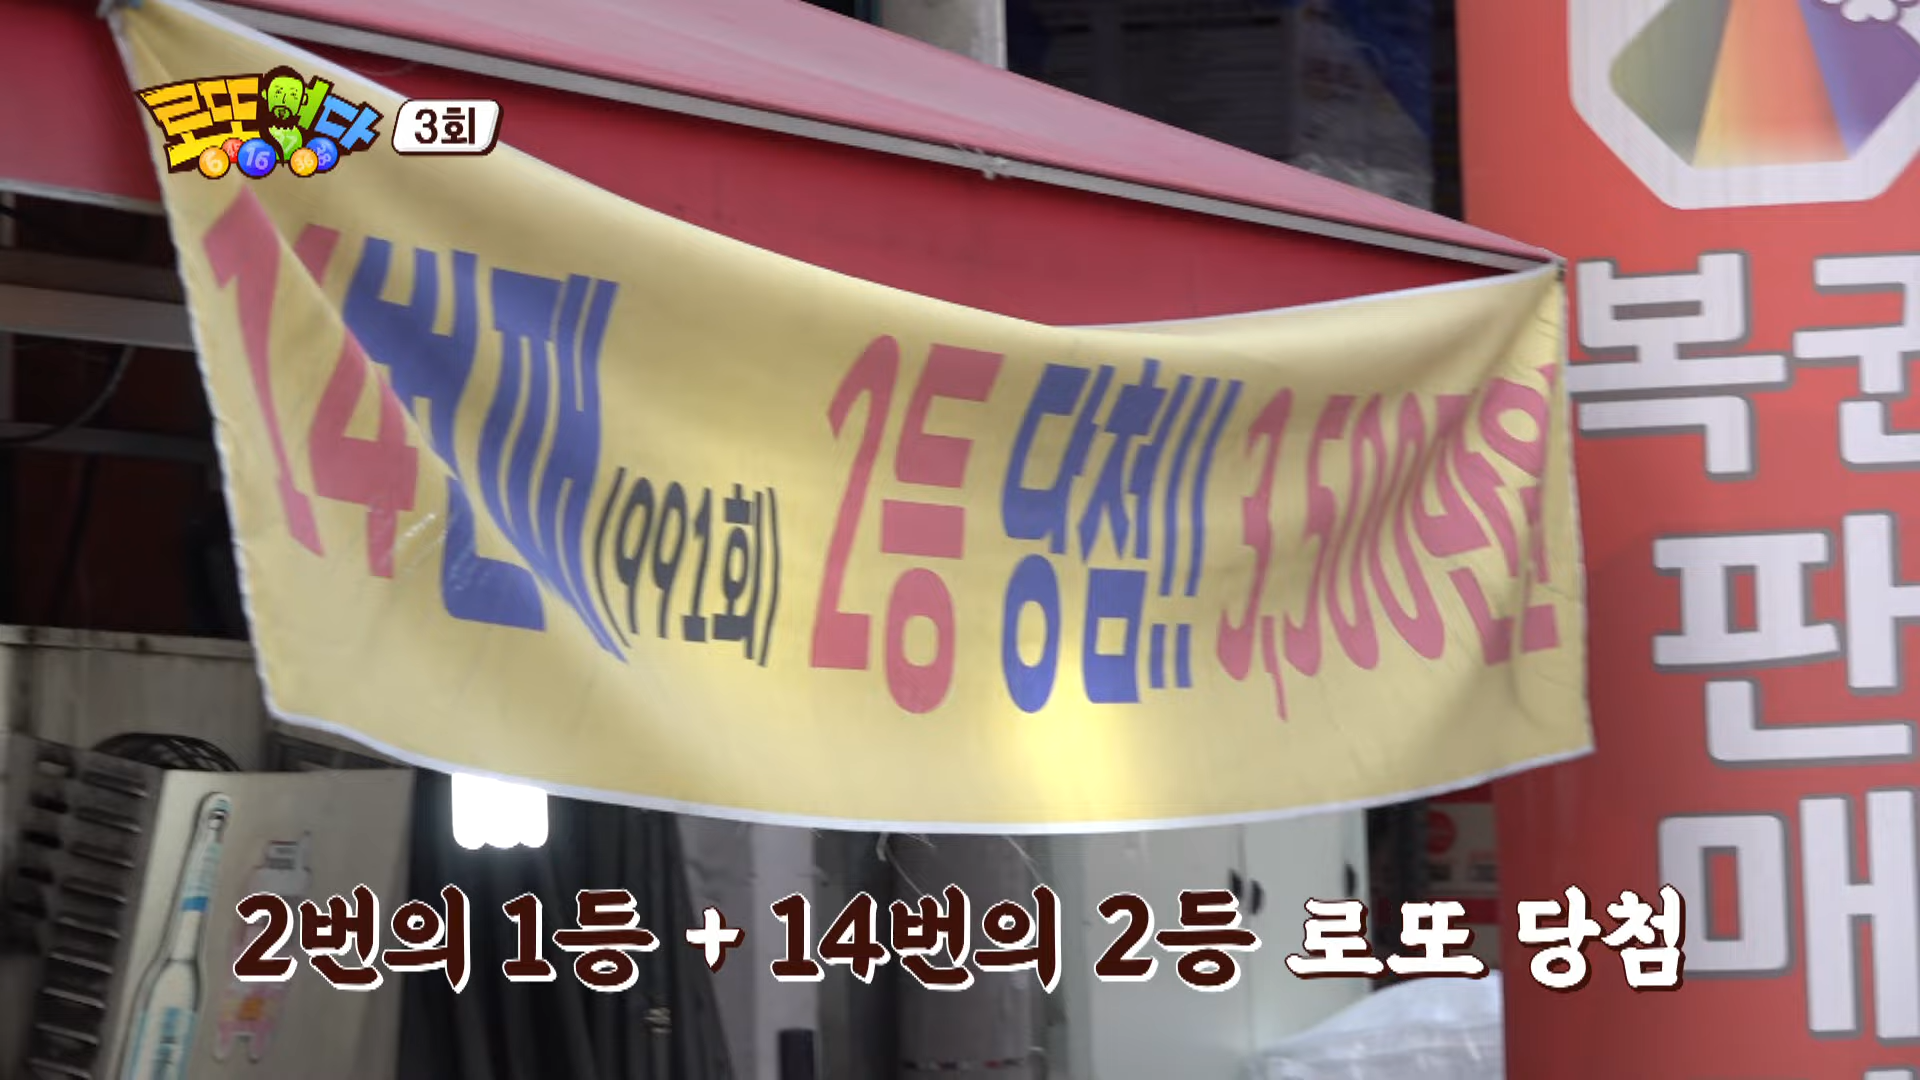 로또였다
3회
14번째 (991회) 2등 당첨!! 3,500만원
복권
판매
2번의 1등 + 14번의 2등 로또 당첨